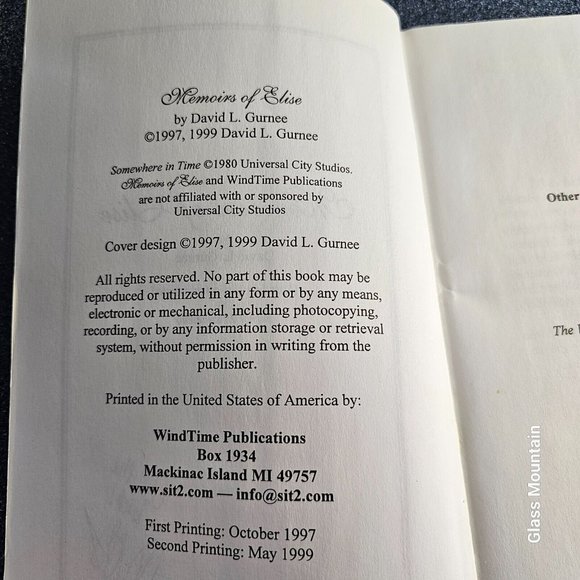 Memoirs of Elise
by David L. Gurnee
©1997, 1999 David L. Gurnee
Somewhere in Time ©1980 Universal City Studios.
Memoirs of Elise and WindTime Publications
are not affiliated with or sponsored by
Universal City Studios
Cover design ©1997, 1999 David L. Gurnee
All rights reserved. No part of this book may be
reproduced or utilized in any form or by any means,
electronic or mechanical, including photocopying,
recording, or by any information storage or retrieval
system, without permission in writing from the
publisher.
Printed in the United States of America by:
WindTime Publications
Box 1934
Mackinac Island MI 49757
www.sit2.com — info@sit2.com
First Printing: October 1997
Second Printing: May 1999
Other
The
Glass Mountain